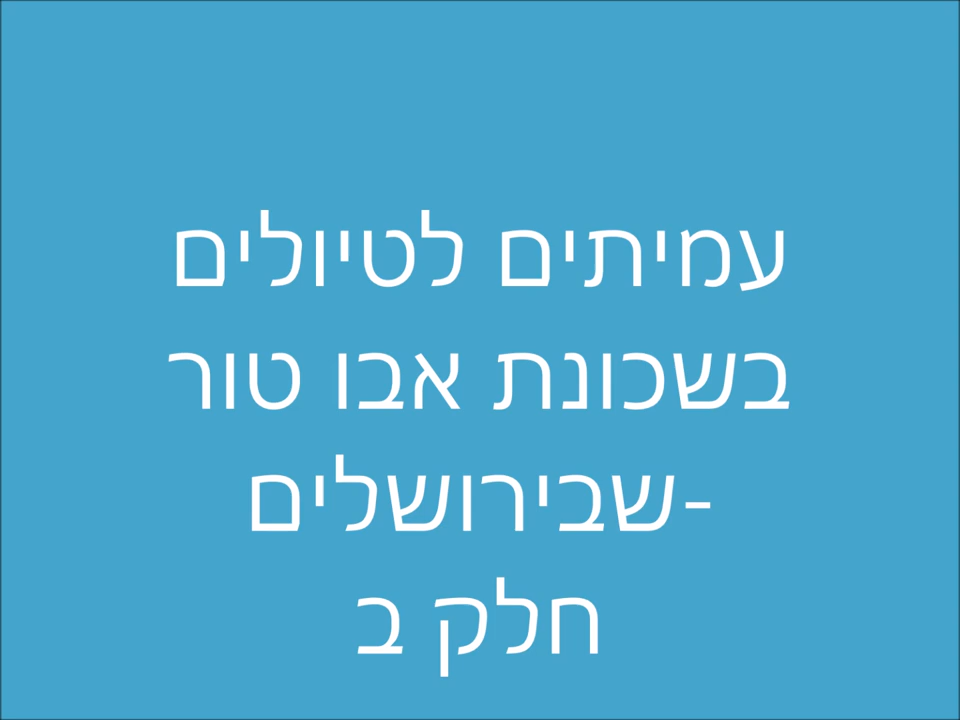 עמיתים לטיולים
בשכונת אבו טור
-שבירושלים
חלק ב